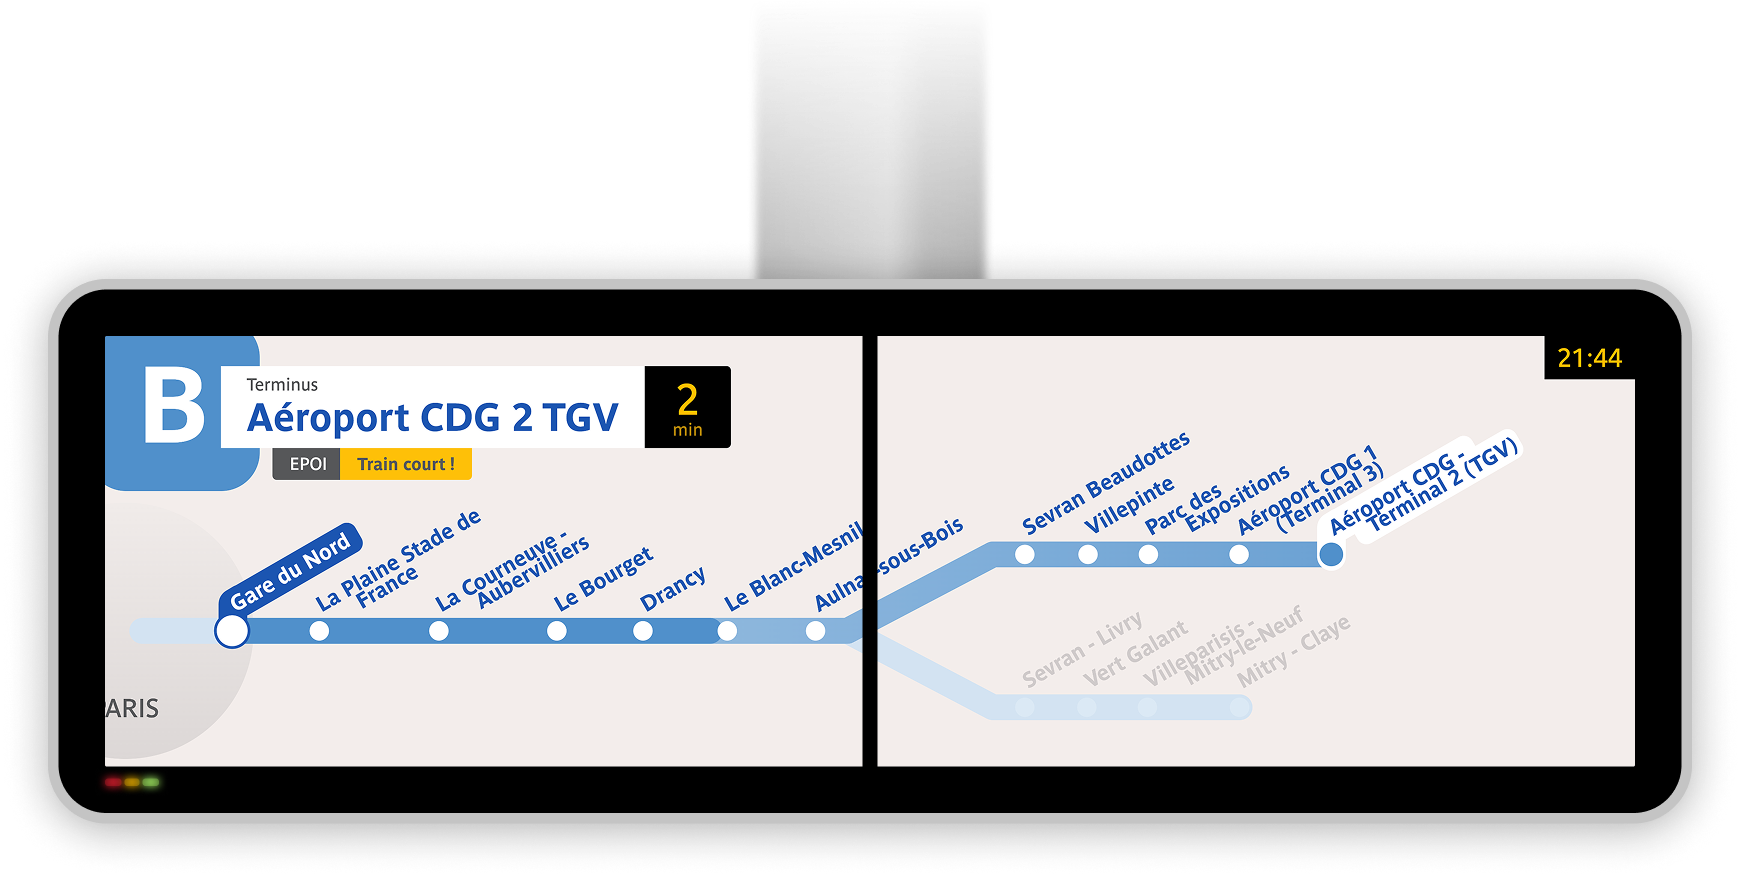 B
Terminus
Aéroport CDG 2 TGV
2
min
EPOI
Train court !
21:44
Gare du Nord
La Plaine Stade de
France
La Courneuve -
Aubervilliers
Le Bourget
Drancy
Le Blanc-Mesnil
Aulnay-sous-Bois
Sevran Beaudottes
Villepinte
Parc des
Expositions
Aéroport CDG 1
(Terminal 3)
Aéroport CDG -
Terminal 2 (TGV)
Sevran - Livry
Vert Galant
Villeparisis -
Mitry-le-Neuf
Mitry - Claye
ARIS